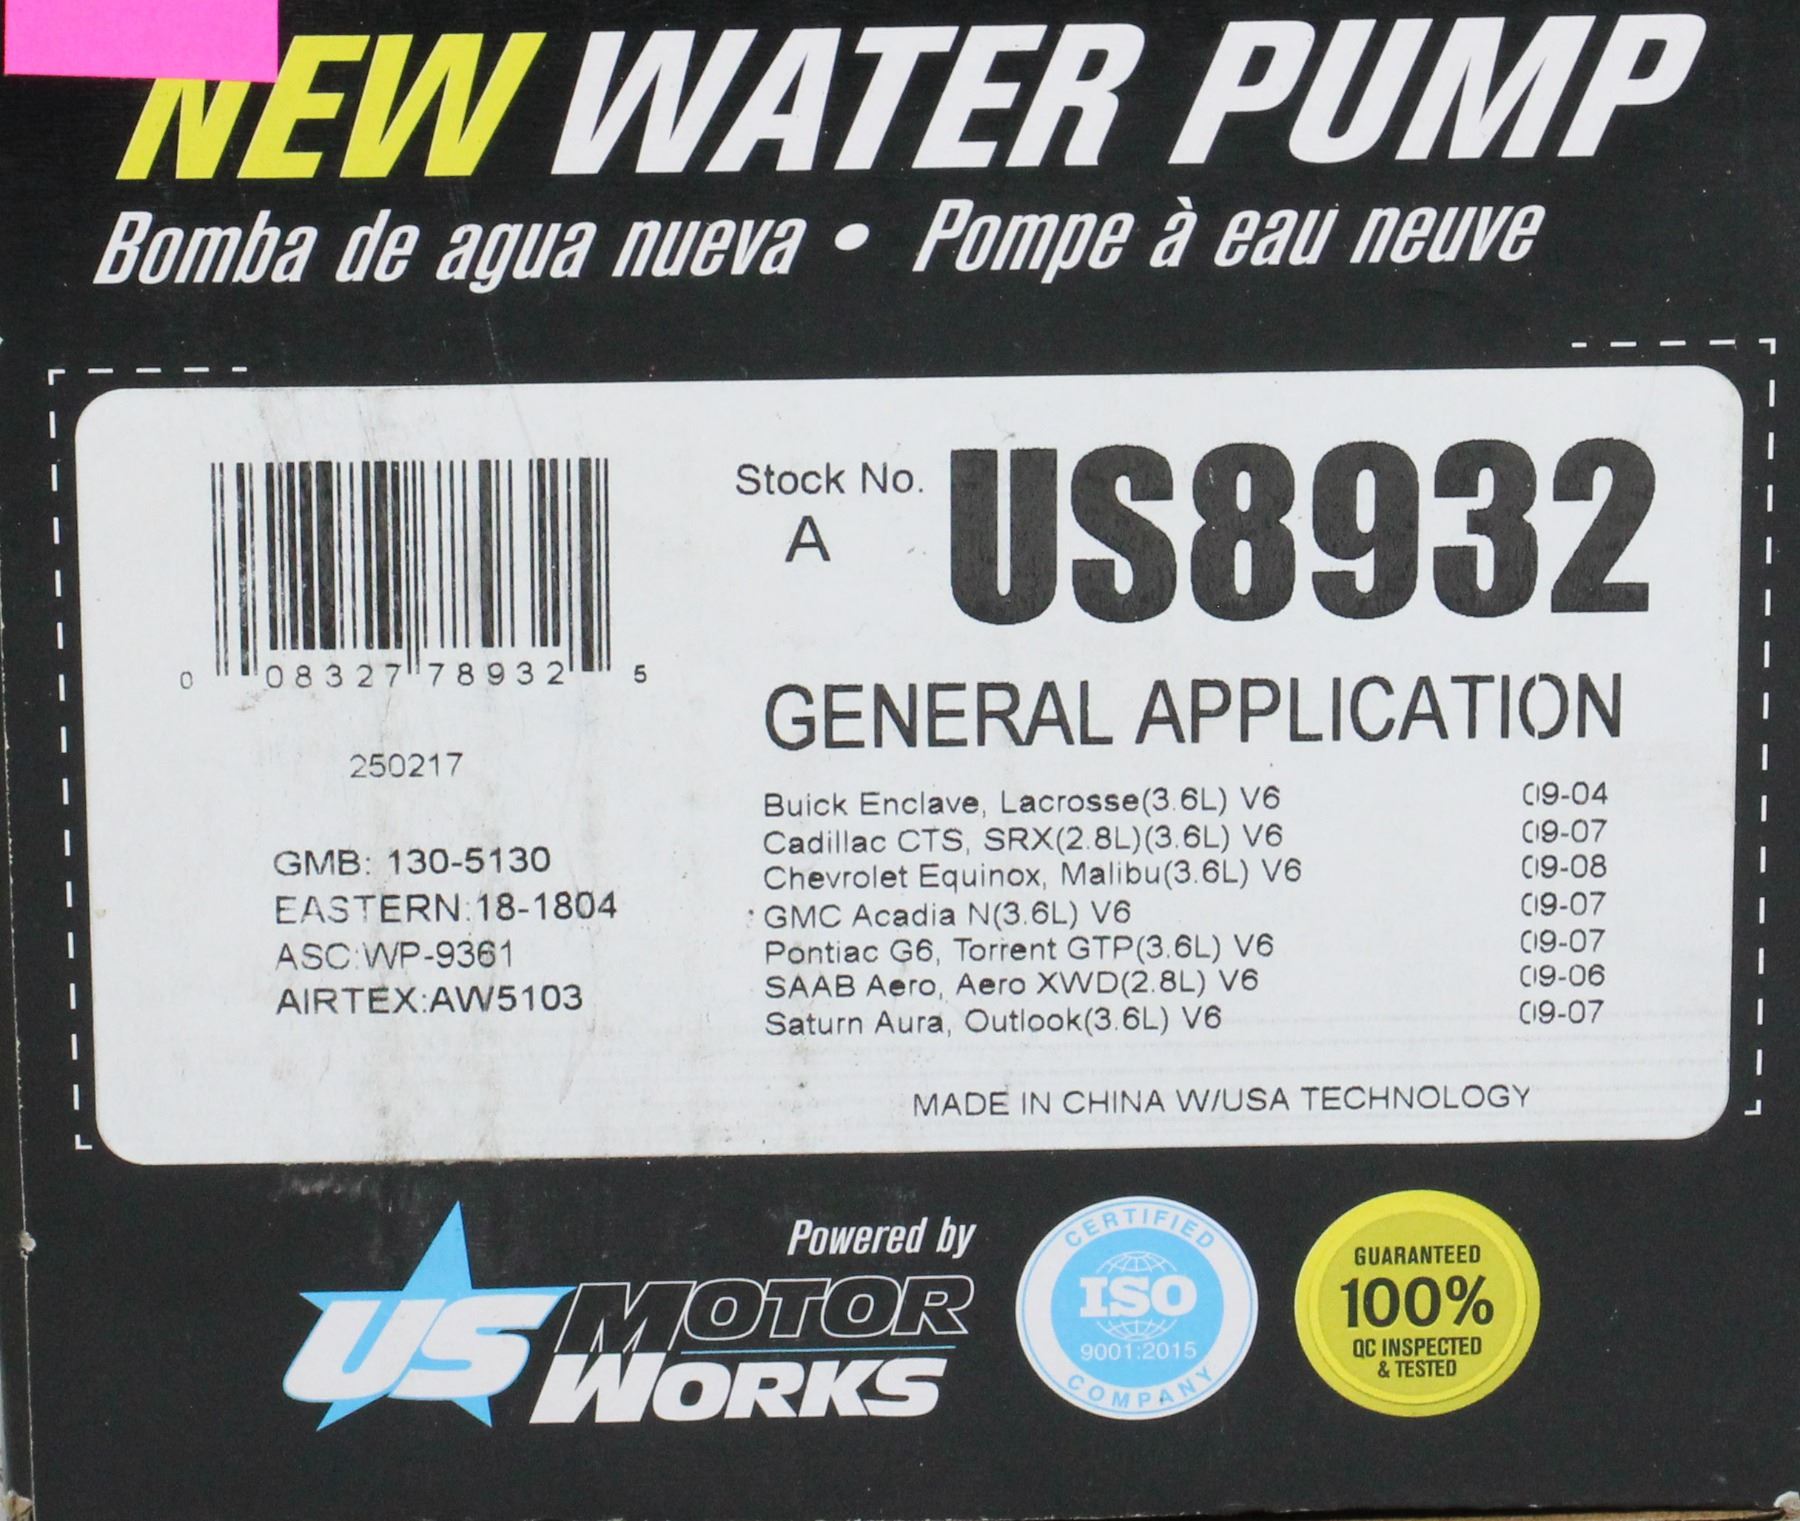 NEW WATER PUMP
Bomba de agua nueva • Pompe à eau neuve
Stock No. US8932
A
0 08327 78932 5
GENERAL APPLICATION
250217
Buick Enclave, Lacrosse(3.6L) V6 09-04
Cadillac CTS, SRX(2.8L)(3.6L) V6 09-07
Chevrolet Equinox, Malibu(3.6L) V6 09-08
GMC Acadia N(3.6L) V6 09-07
Pontiac G6, Torrent GTP(3.6L) V6 09-07
SAAB Aero, Aero XWD(2.8L) V6 09-06
Saturn Aura, Outlook(3.6L) V6 09-07
GMB: 130-5130
EASTERN:18-1804
ASC:WP-9361
AIRTEX:AW5103
MADE IN CHINA W/USA TECHNOLOGY
Powered by
US MOTOR
WORKS
CERTIFIED
ISO
9001:2015
COMPANY
GUARANTEED
100%
QC INSPECTED
& TESTED